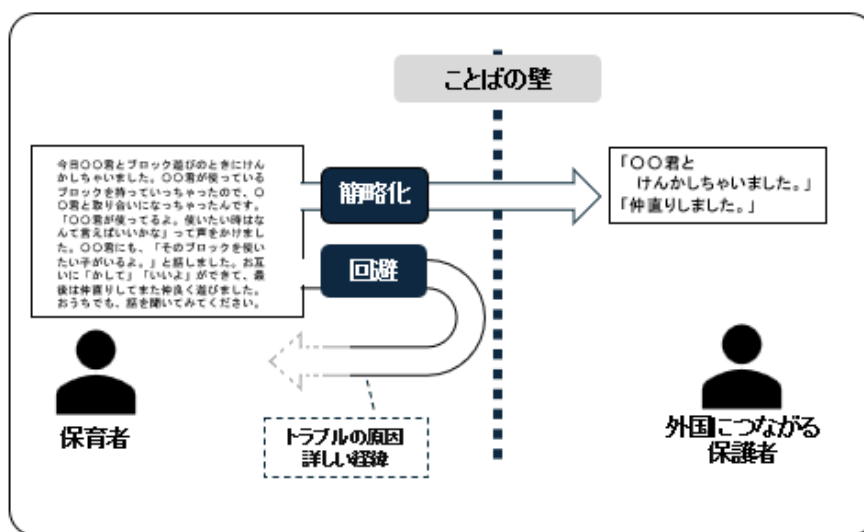 ことばの壁
今日〇〇君とブロック遊びのときにけん
かしちゃいました。〇〇君が使っている
ブロックを持っていっちゃったので、〇
〇君と取り合いになっちゃったんです。
「〇〇君が使ってるよ。使いたい時はな
んて言えばいいかな」って声をかけまし
た。〇〇君にも、「そのブロックを使い
たい子がいるよ。」と話しました。お互
いに「かして」「いいよ」ができて、最
後は仲直りしてまた仲良く遊びました。
おうちでも、話を聞いてみてください。
簡略化
「〇〇君と
けんかしちゃいました。」
「仲直りしました。」
回避
トラブルの原因
詳しい経緯
保育者
外国につながる
保護者